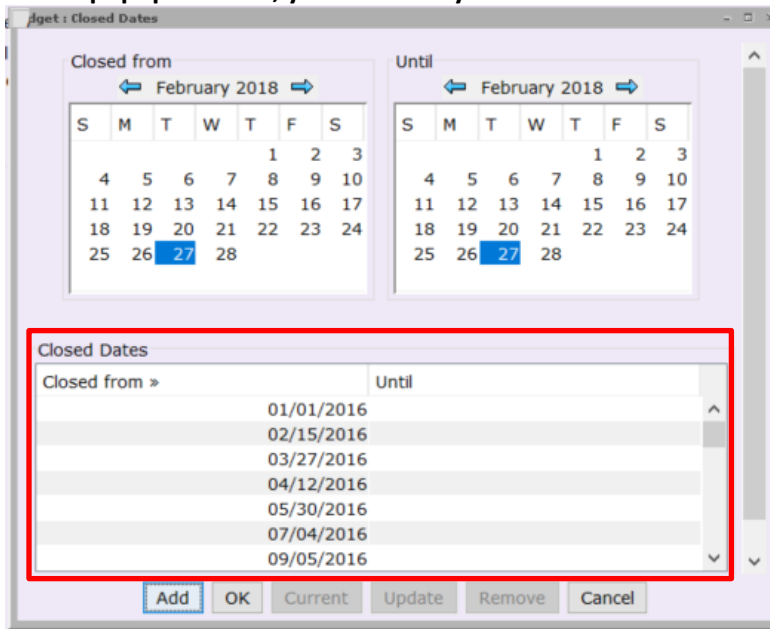 dget : Closed Dates
Closed from
February 2018
S M T W T F S
1 2 3
4 5 6 7 8 9 10
11 12 13 14 15 16 17
18 19 20 21 22 23 24
25 26 27 28
Until
February 2018
S M T W T F S
1 2 3
4 5 6 7 8 9 10
11 12 13 14 15 16 17
18 19 20 21 22 23 24
25 26 27 28
Closed Dates
Closed from » Until
01/01/2016
02/15/2016
03/27/2016
04/12/2016
05/30/2016
07/04/2016
09/05/2016
Add OK Current Update Remove Cancel